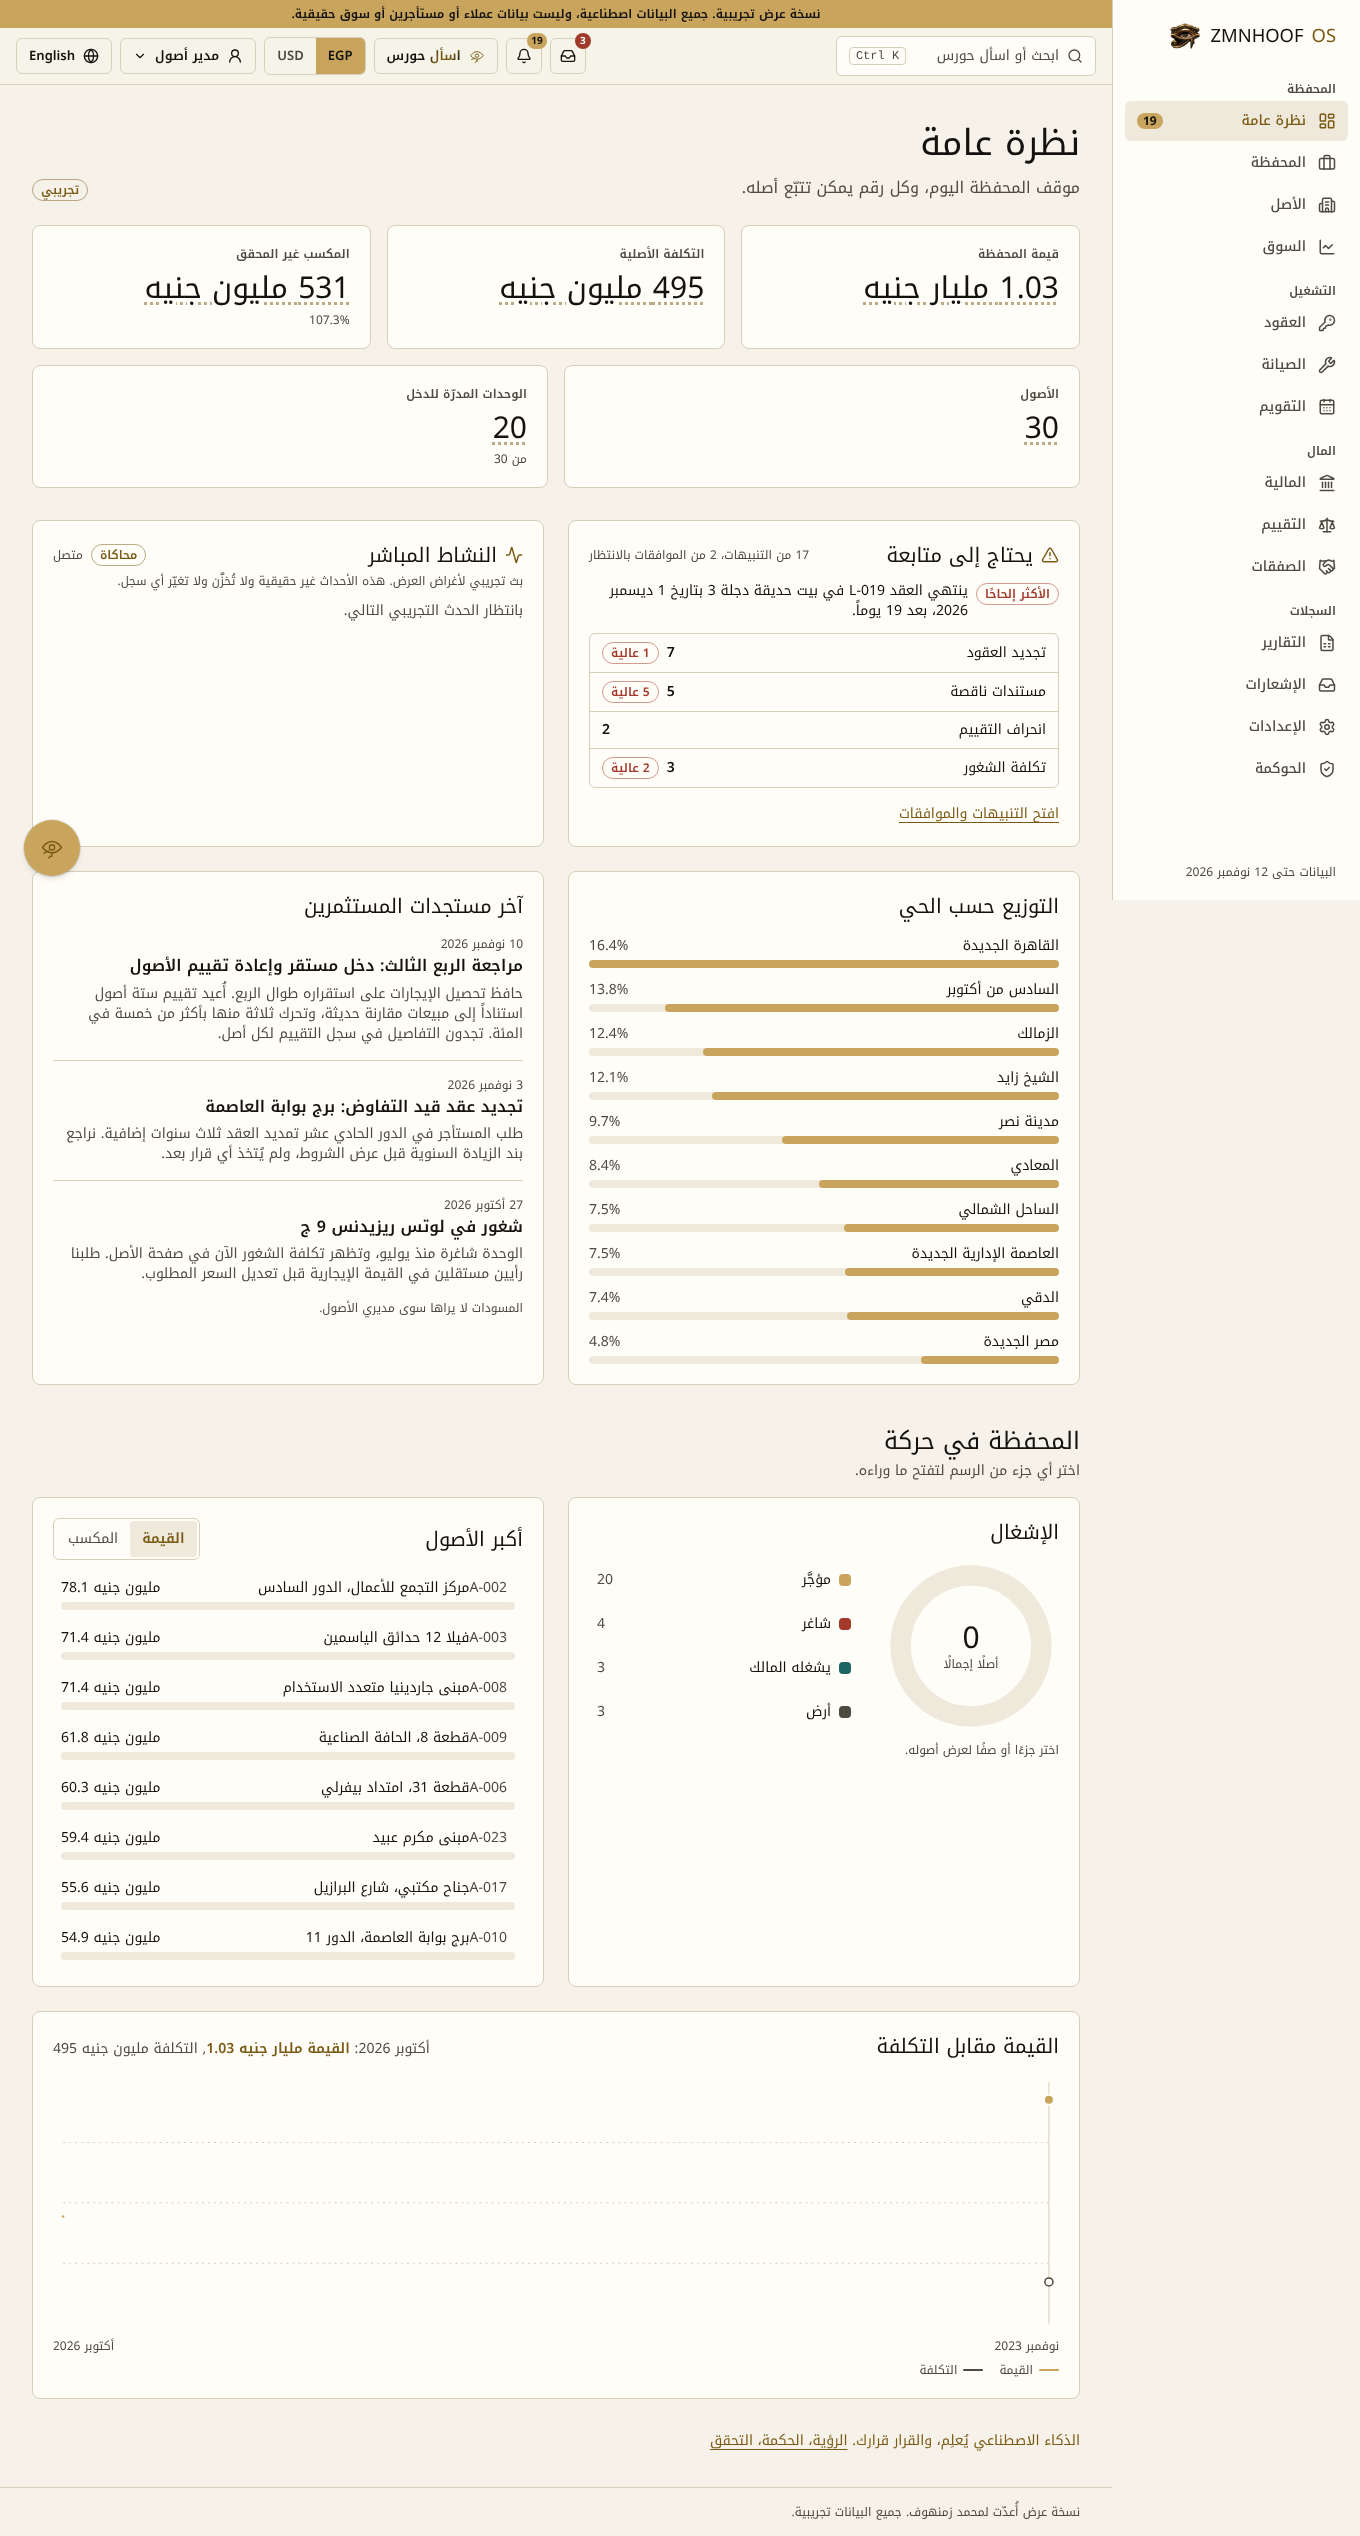 نسخة عرض تجريبية. جميع البيانات اصطناعية، وليست بيانات عملاء أو مستأجرين أو سوق حقيقية.
ZMNHOOF OS
المحفظة
نظرة عامة 19
المحفظة
الأصل
السوق
التشغيل
العقود
الصيانة
التقويم
المال
المالية
التقييم
الصفقات
السجلات
التقارير
الإشعارات
الإعدادات
الحوكمة
البيانات حتى 12 نوفمبر 2026
ابحث أو اسأل حورس Ctrl K
3
19
اسأل حورس
EGP USD
مدير أصول
English
نظرة عامة
موقف المحفظة اليوم، وكل رقم يمكن تتبّع أصله.
تجريبي
قيمة المحفظة
1.03 مليار جنيه
التكلفة الأصلية
495 مليون جنيه
المكسب غير المحقق
531 مليون جنيه
107.3%
الأصول
30
الوحدات المدرّة للدخل
20
من 30
يحتاج إلى متابعة
17 من التنبيهات، 2 من الموافقات بالانتظار
الأكثر إلحاحًا
ينتهي العقد L-019 في بيت حديقة دجلة 3 بتاريخ 1 ديسمبر
2026، بعد 19 يوماً.
تجديد العقود 7 1 عالية
مستندات ناقصة 5 5 عالية
انحراف التقييم 2
تكلفة الشغور 3 2 عالية
افتح التنبيهات والموافقات
النشاط المباشر
محاكاة متصل
بث تجريبي لأغراض العرض. هذه الأحداث غير حقيقية ولا تُخزَّن ولا تغيّر أي سجل.
بانتظار الحدث التجريبي التالي.
التوزيع حسب الحي
القاهرة الجديدة 16.4%
السادس من أكتوبر 13.8%
الزمالك 12.4%
الشيخ زايد 12.1%
مدينة نصر 9.7%
المعادي 8.4%
الساحل الشمالي 7.5%
العاصمة الإدارية الجديدة 7.5%
الدقي 7.4%
مصر الجديدة 4.8%
آخر مستجدات المستثمرين
10 نوفمبر 2026
مراجعة الربع الثالث: دخل مستقر وإعادة تقييم الأصول
حافظ تحصيل الإيجارات على استقراره طوال الربع. أُعيد تقييم ستة أصول
استناداً إلى مبيعات مقارنة حديثة، وتحرك ثلاثة منها بأكثر من خمسة في
المئة. تجدون التفاصيل في سجل التقييم لكل أصل.
3 نوفمبر 2026
تجديد عقد قيد التفاوض: برج بوابة العاصمة
طلب المستأجر في الدور الحادي عشر تمديد العقد ثلاث سنوات إضافية. نراجع
بند الزيادة السنوية قبل عرض الشروط، ولم يُتخذ أي قرار بعد.
27 أكتوبر 2026
شغور في لوتس ريزيدنس 9 ج
الوحدة شاغرة منذ يوليو، وتظهر تكلفة الشغور الآن في صفحة الأصل. طلبنا
رأيين مستقلين في القيمة الإيجارية قبل تعديل السعر المطلوب.
المسودات لا يراها سوى مديري الأصول.
المحفظة في حركة
اختر أي جزء من الرسم لتفتح ما وراءه.
الإشغال
0
أصلًا إجمالًا
مؤجَّر 20
شاغر 4
يشغله المالك 3
أرض 3
اختر جزءًا أو صفًا لعرض أصوله.
أكبر الأصول
القيمة المكسب
A-002 مركز التجمع للأعمال، الدور السادس 78.1 مليون جنيه
A-003 فيلا 12 حدائق الياسمين 71.4 مليون جنيه
A-008 مبنى جاردينيا متعدد الاستخدام 71.4 مليون جنيه
A-009 قطعة 8، الحافة الصناعية 61.8 مليون جنيه
A-006 قطعة 31، امتداد بيفرلي 60.3 مليون جنيه
A-023 مبنى مكرم عبيد 59.4 مليون جنيه
A-017 جناح مكتبي، شارع البرازيل 55.6 مليون جنيه
A-010 برج بوابة العاصمة، الدور 11 54.9 مليون جنيه
القيمة مقابل التكلفة
أكتوبر 2026: القيمة مليار جنيه 1.03, التكلفة مليون جنيه 495
نوفمبر 2023
أكتوبر 2026
القيمة التكلفة
الذكاء الاصطناعي يُعلِم، والقرار قرارك. الرؤية، الحكمة، التحقق
نسخة عرض أُعدّت لمحمد زمنهوف. جميع البيانات تجريبية.